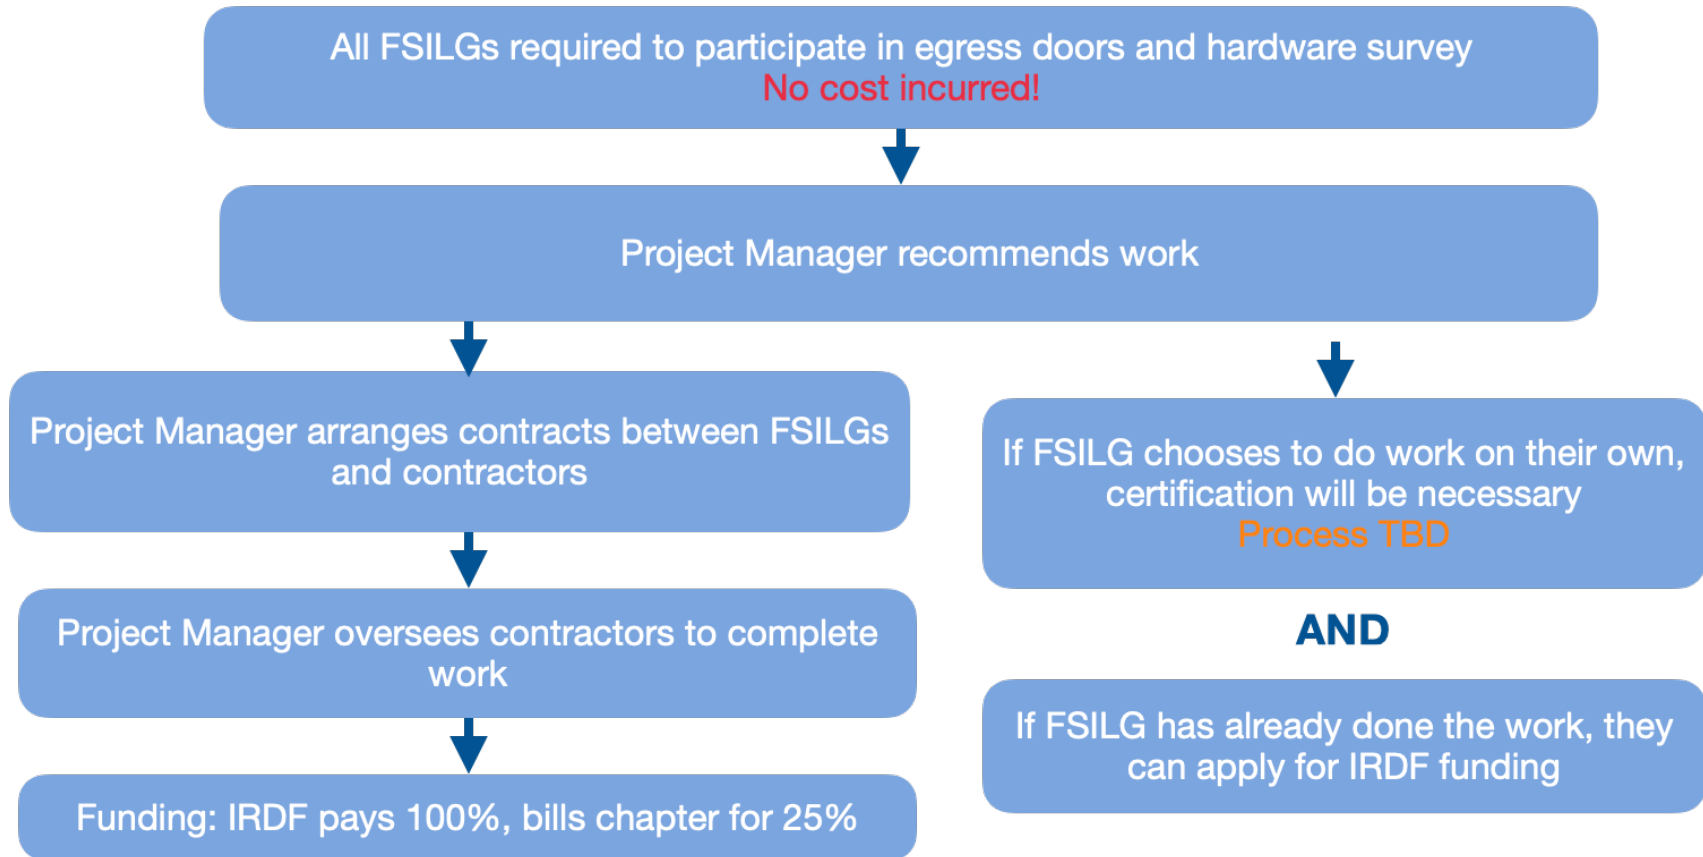 All FSILGs required to participate in egress doors and hardware survey
No cost incurred!
Project Manager recommends work
Project Manager arranges contracts between FSILGs
and contractors
Project Manager oversees contractors to complete
work
Funding: IRDF pays 100%, bills chapter for 25%
If FSILG chooses to do work on their own,
certification will be necessary
Process TBD
AND
If FSILG has already done the work, they
can apply for IRDF funding